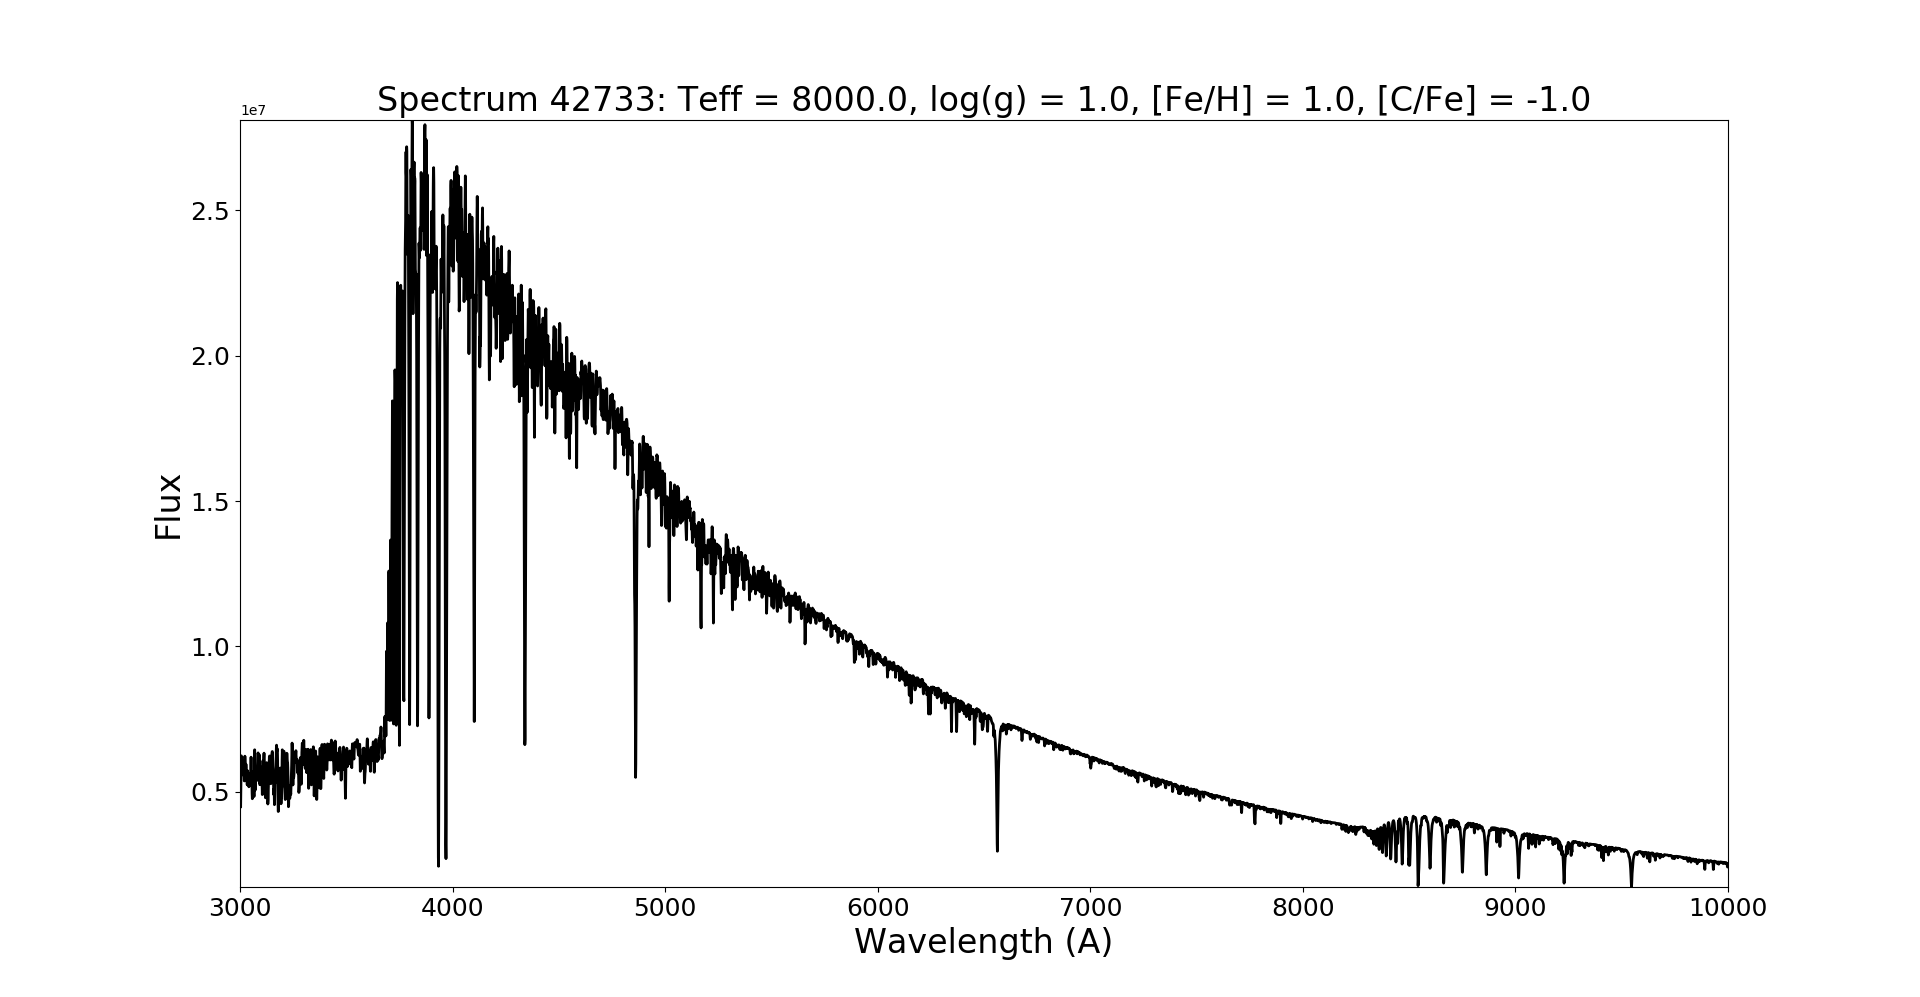 Spectrum 42733: Teff = 8000.0, log(g) = 1.0, [Fe/H] = 1.0, [C/Fe] = -1.0
1e7
2.5
2.0
1.5
1.0
0.5
Flux
3000 4000 5000 6000 7000 8000 9000 10000
Wavelength (A)